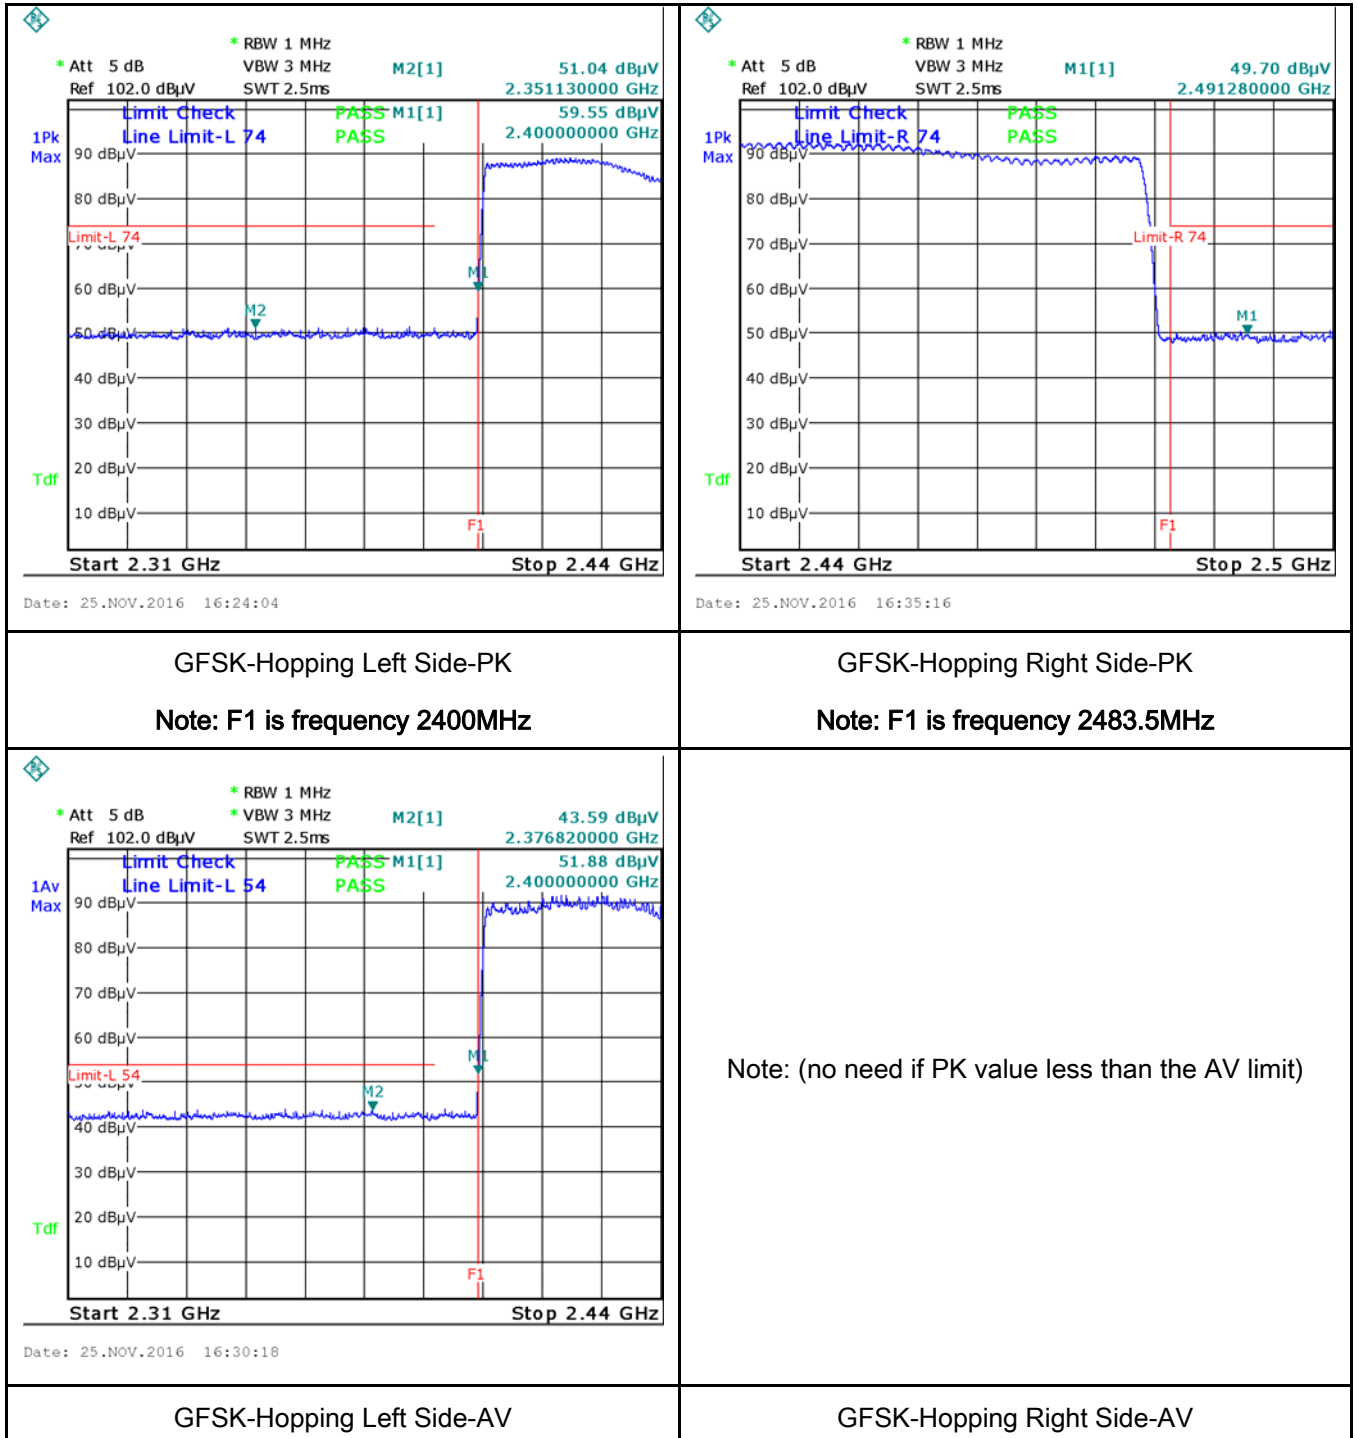 * RBW 1 MHz
* Att 5 dB VBW 3 MHz M2[1] 51.04 dBµV
Ref 102.0 dBµV SWT 2.5ms 2.351130000 GHz
Limit Check PASS M1[1] 59.55 dBµV
Line Limit-L 74 PASS 2.400000000 GHz
1Pk
Max
90 dBµV
80 dBµV
Limit-L 74
70 dBµV
M1
60 dBµV
M2
50 dBµV
40 dBµV
30 dBµV
20 dBµV
Tdf
10 dBµV
F1
Start 2.31 GHz Stop 2.44 GHz
Date: 25.NOV.2016 16:24:04
* RBW 1 MHz
* Att 5 dB VBW 3 MHz M1[1] 49.70 dBµV
Ref 102.0 dBµV SWT 2.5ms 2.491280000 GHz
Limit Check PASS
Line Limit-R 74 PASS
1Pk
Max
90 dBµV
80 dBµV
Limit-R 74
70 dBµV
60 dBµV
M1
50 dBµV
40 dBµV
30 dBµV
20 dBµV
Tdf
10 dBµV
F1
Start 2.44 GHz Stop 2.5 GHz
Date: 25.NOV.2016 16:35:16
GFSK-Hopping Left Side-PK
Note: F1 is frequency 2400MHz
GFSK-Hopping Right Side-PK
Note: F1 is frequency 2483.5MHz
* RBW 1 MHz
* Att 5 dB * VBW 3 MHz M2[1] 43.59 dBµV
Ref 102.0 dBµV SWT 2.5ms 2.376820000 GHz
Limit Check PASS M1[1] 51.88 dBµV
Line Limit-L 54 PASS 2.400000000 GHz
1Av
Max
90 dBµV
80 dBµV
70 dBµV
60 dBµV
M1
Limit-L 54
50 dBµV
M2
40 dBµV
30 dBµV
20 dBµV
Tdf
10 dBµV
F1
Start 2.31 GHz Stop 2.44 GHz
Date: 25.NOV.2016 16:30:18
Note: (no need if PK value less than the AV limit)
GFSK-Hopping Left Side-AV
GFSK-Hopping Right Side-AV